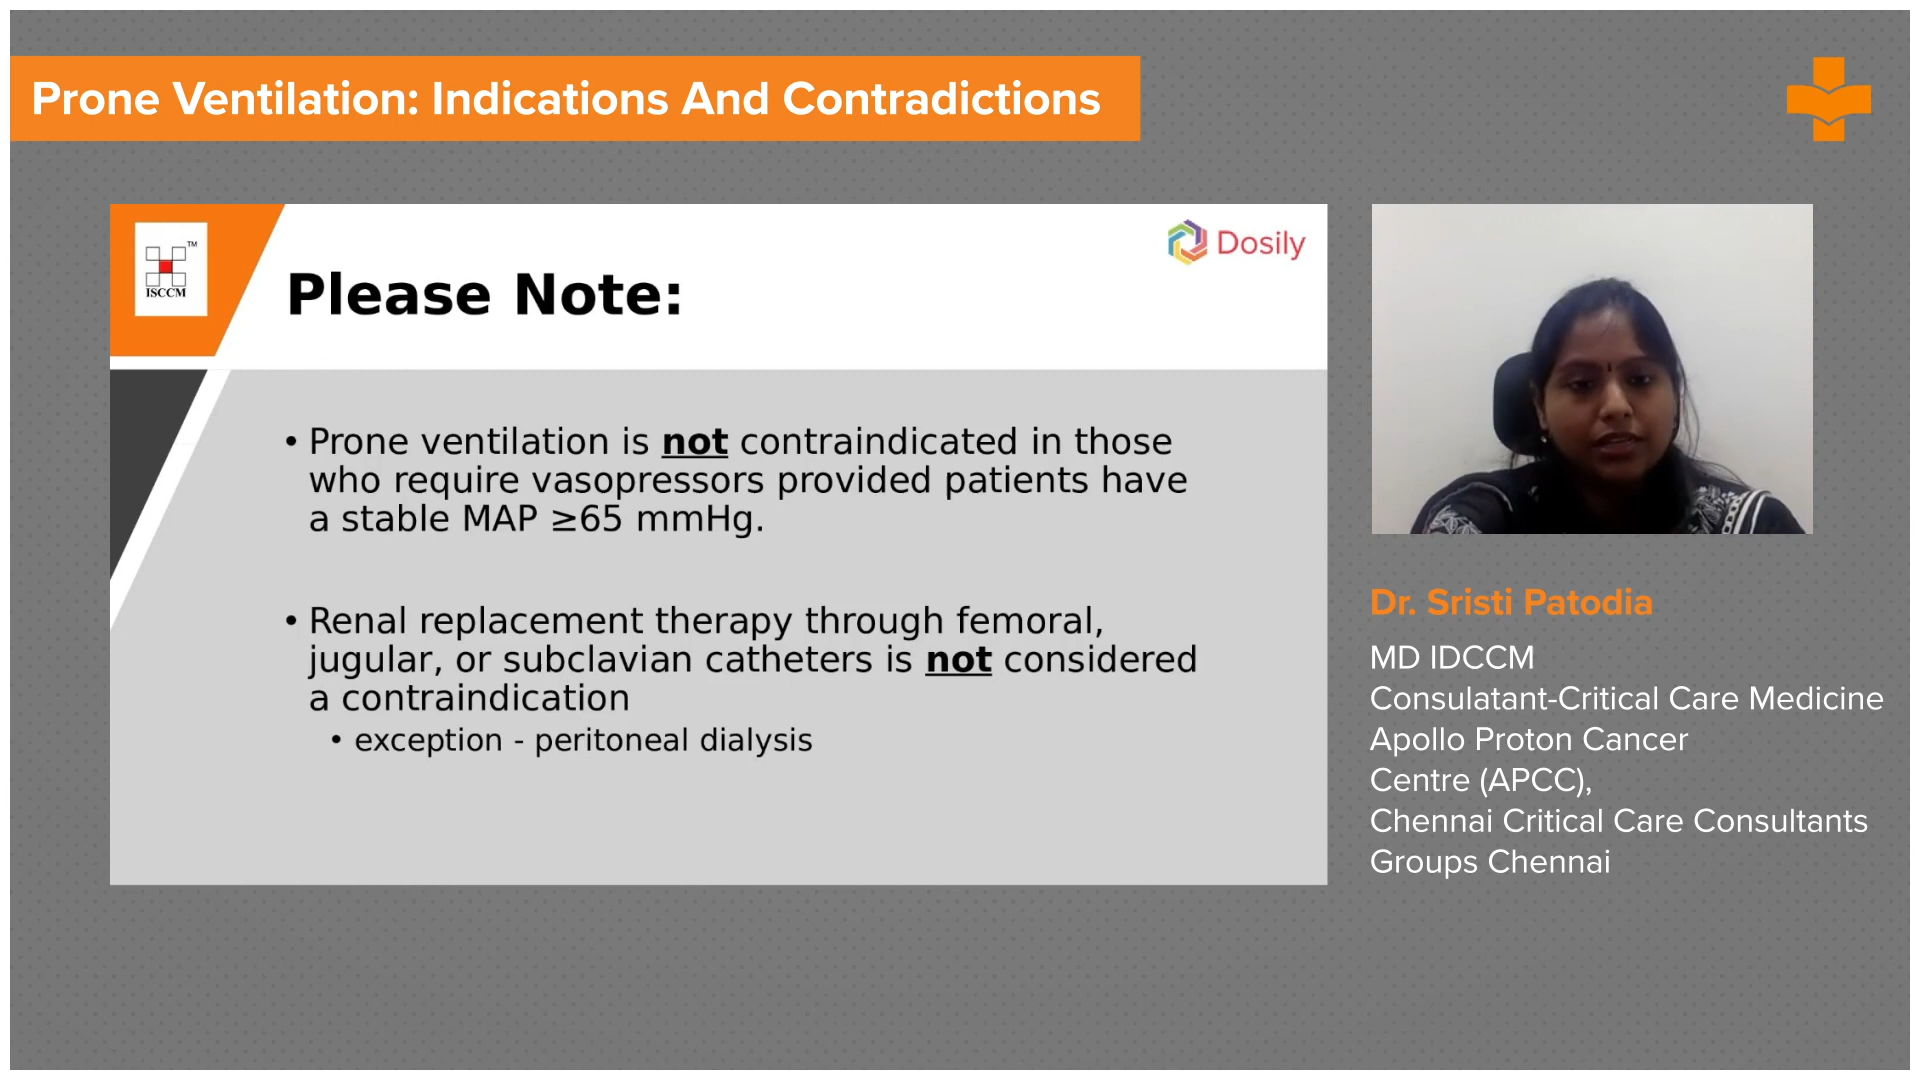 Prone Ventilation: Indications And Contradictions
TM
ISCCM
Dosily
Please Note:
• Prone ventilation is not contraindicated in those
who require vasopressors provided patients have
a stable MAP ≥65 mmHg.
• Renal replacement therapy through femoral,
jugular, or subclavian catheters is not considered
a contraindication
• exception - peritoneal dialysis
Dr. Sristi Patodia
MD IDCCM
Consulatant-Critical Care Medicine
Apollo Proton Cancer
Centre (APCC),
Chennai Critical Care Consultants
Groups Chennai